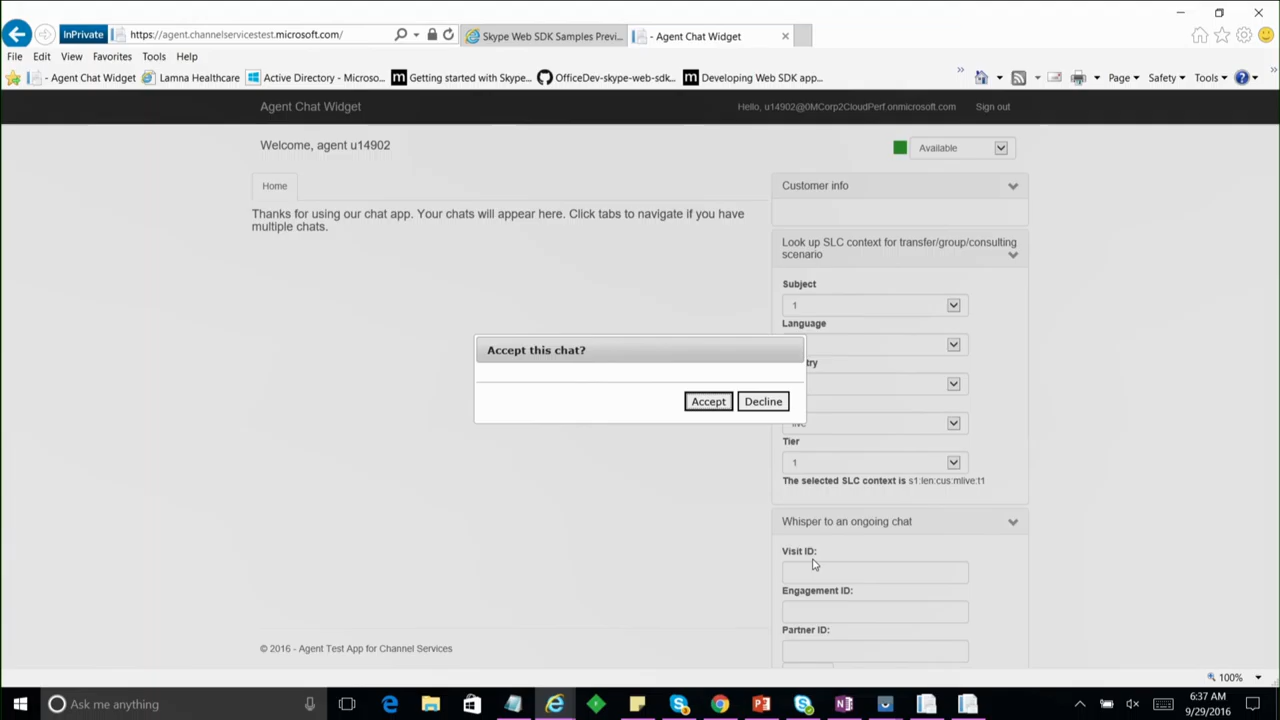 InPrivate
https://agent.channelservicestest.microsoft.com/
Skype Web SDK Samples Previ...
- Agent Chat Widget
File Edit View Favorites Tools Help
- Agent Chat Widget
Lamna Healthcare
Active Directory - Microso...
Getting started with Skype...
OfficeDev-skype-web-sdk...
Developing Web SDK app...
Page
Safety
Tools
Agent Chat Widget
Hello, u14902@0MCorp2CloudPerf.onmicrosoft.com
Sign out
Welcome, agent u14902
Available
Home
Thanks for using our chat app. Your chats will appear here. Click tabs to navigate if you have
multiple chats.
Customer info
Look up SLC context for transfer/group/consulting
scenario
Subject
1
Language
Accept this chat?
Accept
Decline
Tier
1
The selected SLC context is s1:len:cus:mlive:t1
Whisper to an ongoing chat
Visit ID:
Engagement ID:
Partner ID:
© 2016 - Agent Test App for Channel Services
100%
Ask me anything
6:37 AM
9/29/2016